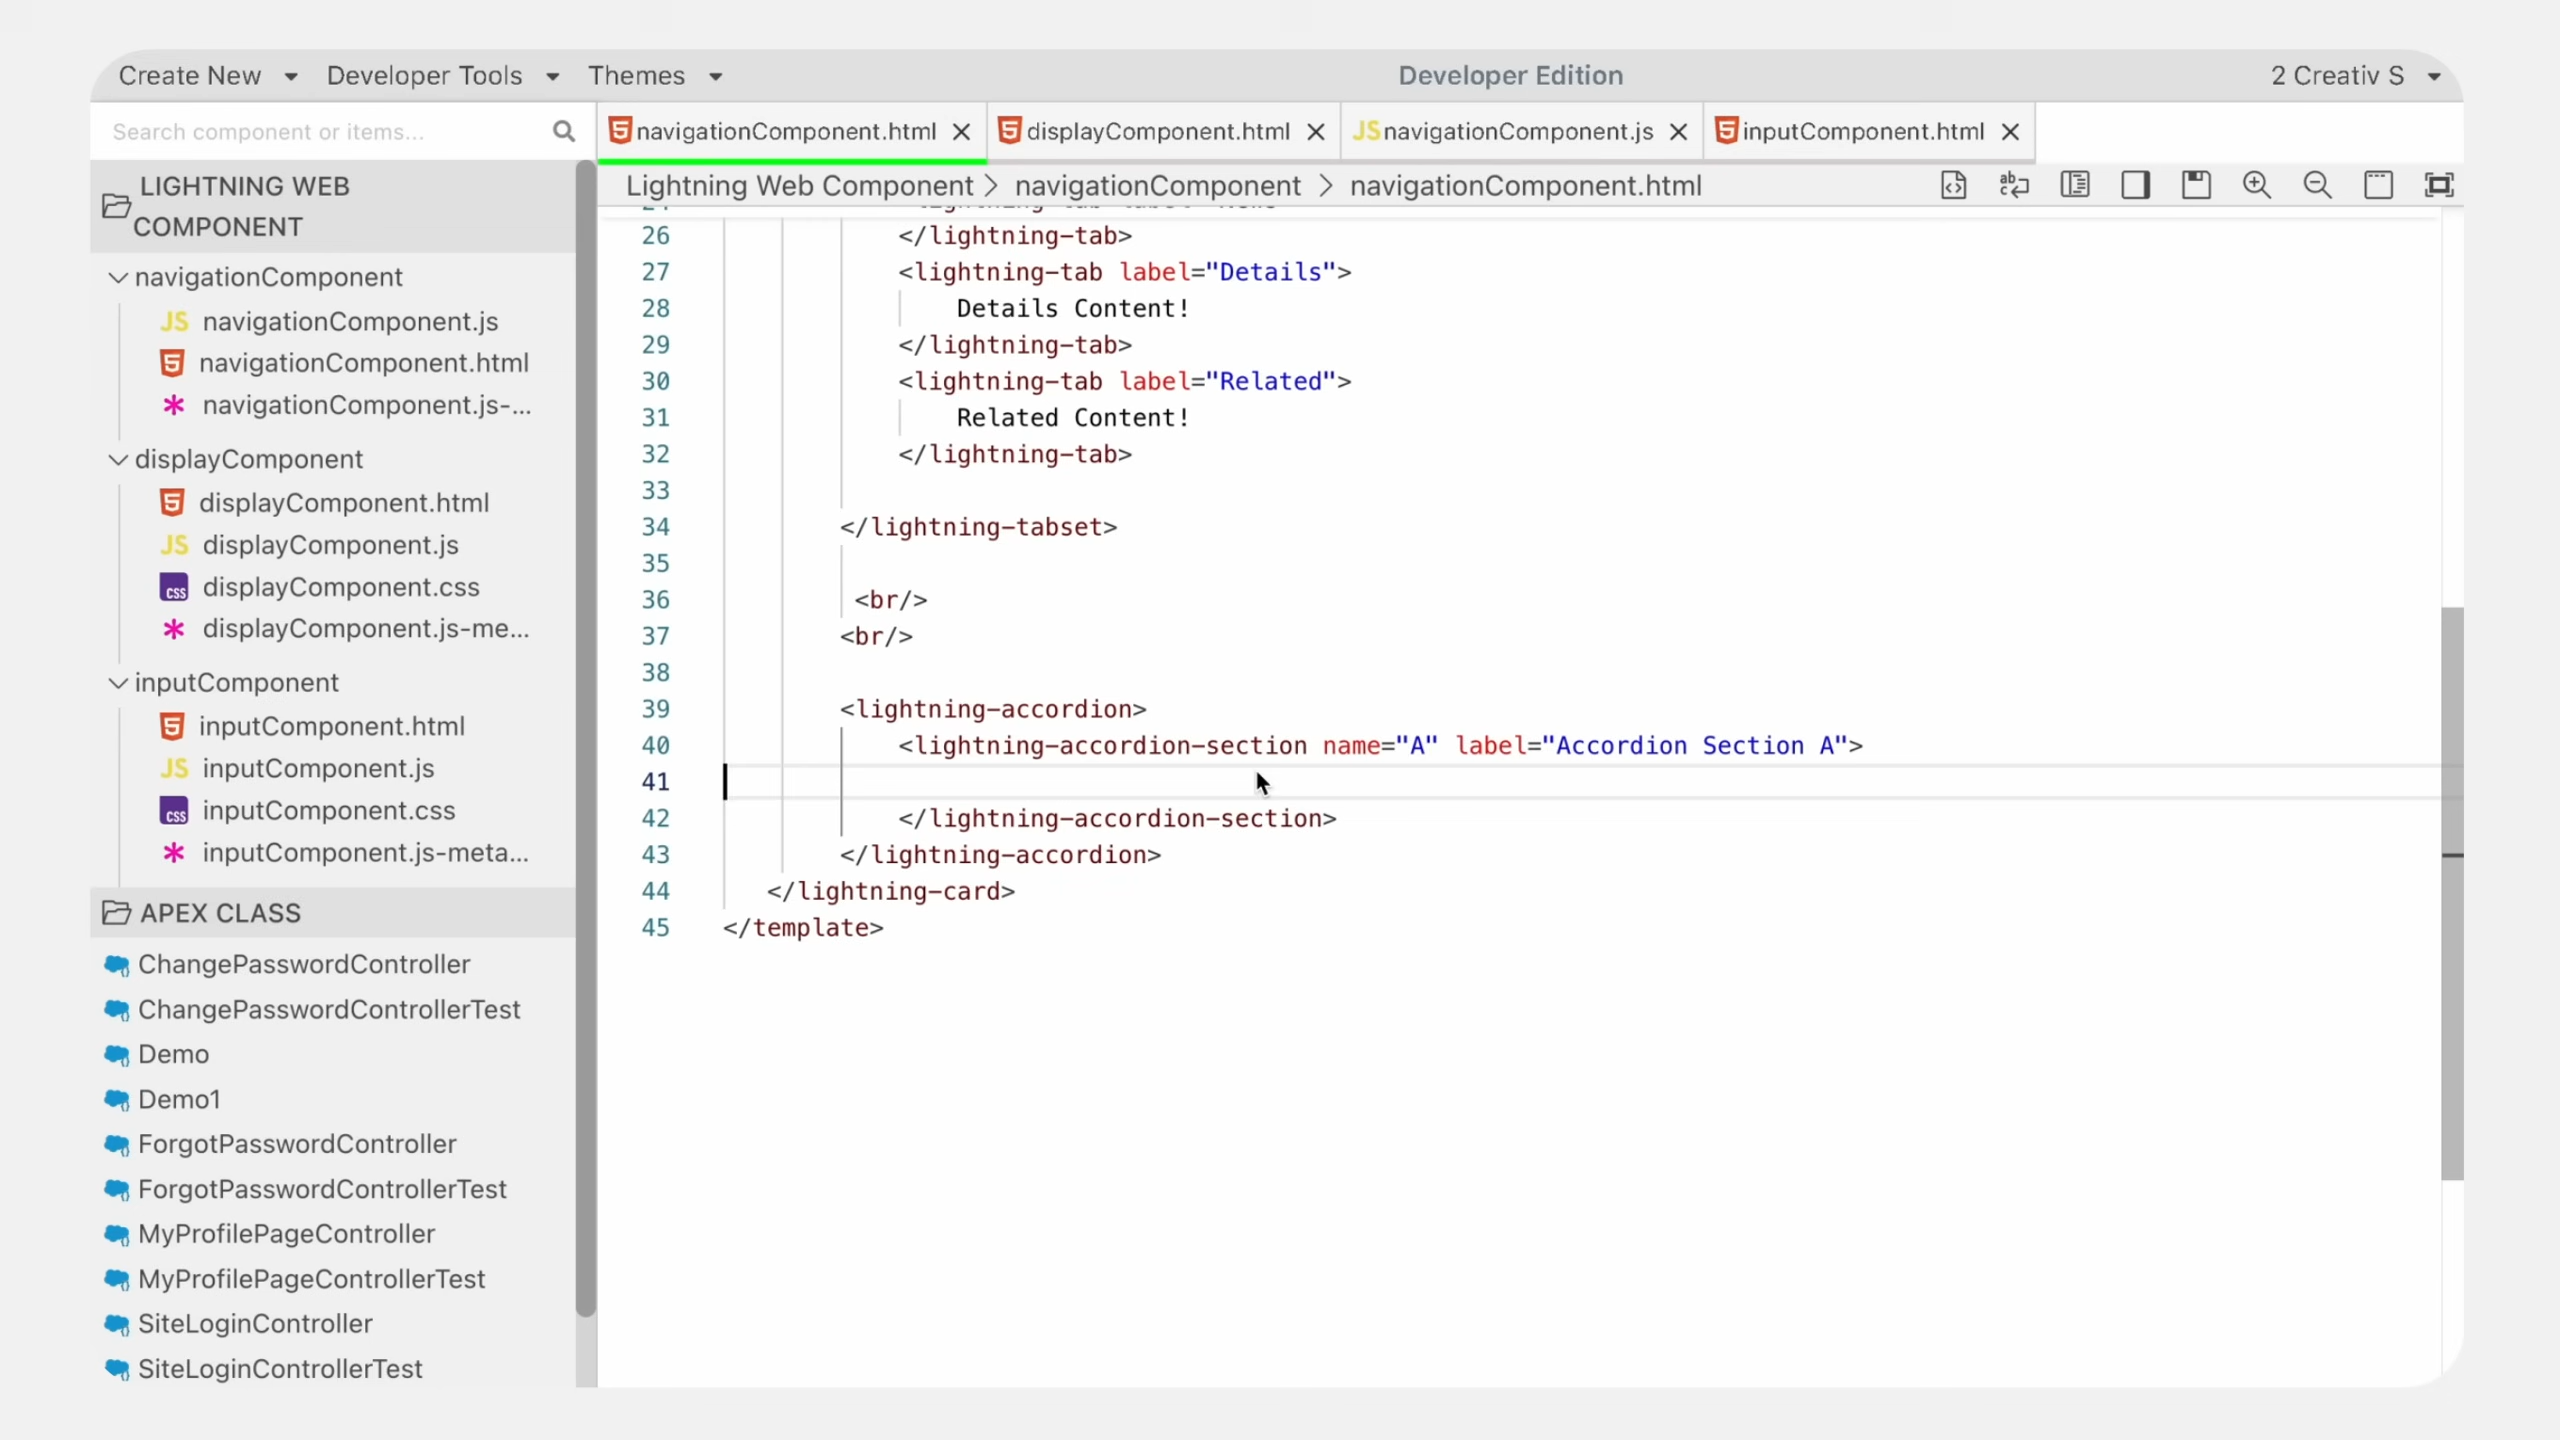 Create New Developer Tools Themes Developer Edition 2 Creativ S
Search component or items...
navigationComponent.html displayComponent.html JS navigationComponent.js inputComponent.html
LIGHTNING WEB COMPONENT
navigationComponent
JS navigationComponent.js
navigationComponent.html
navigationComponent.js-...
displayComponent
displayComponent.html
JS displayComponent.js
css displayComponent.css
displayComponent.js-me...
inputComponent
inputComponent.html
JS inputComponent.js
css inputComponent.css
inputComponent.js-meta...
APEX CLASS
ChangePasswordController
ChangePasswordControllerTest
Demo
Demo1
ForgotPasswordController
ForgotPasswordControllerTest
MyProfilePageController
MyProfilePageControllerTest
SiteLoginController
SiteLoginControllerTest
Lightning Web Component > navigationComponent > navigationComponent.html
26 </lightning-tab>
27 <lightning-tab label="Details">
28 Details Content!
29 </lightning-tab>
30 <lightning-tab label="Related">
31 Related Content!
32 </lightning-tab>
33
34 </lightning-tabset>
35
36 <br/>
37 <br/>
38
39 <lightning-accordion>
40 <lightning-accordion-section name="A" label="Accordion Section A">
41
42 </lightning-accordion-section>
43 </lightning-accordion>
44 </lightning-card>
45 </template>